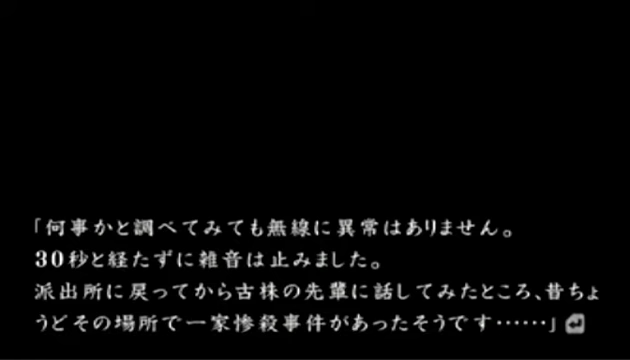 「何事かと調べてみても無線に異常はありません。
30秒と経たずに雑音は止みました。
派出所に戻ってから古株の先輩に話してみたところ、昔ちょ
うどその場所で一家惨殺事件があったそうです……」